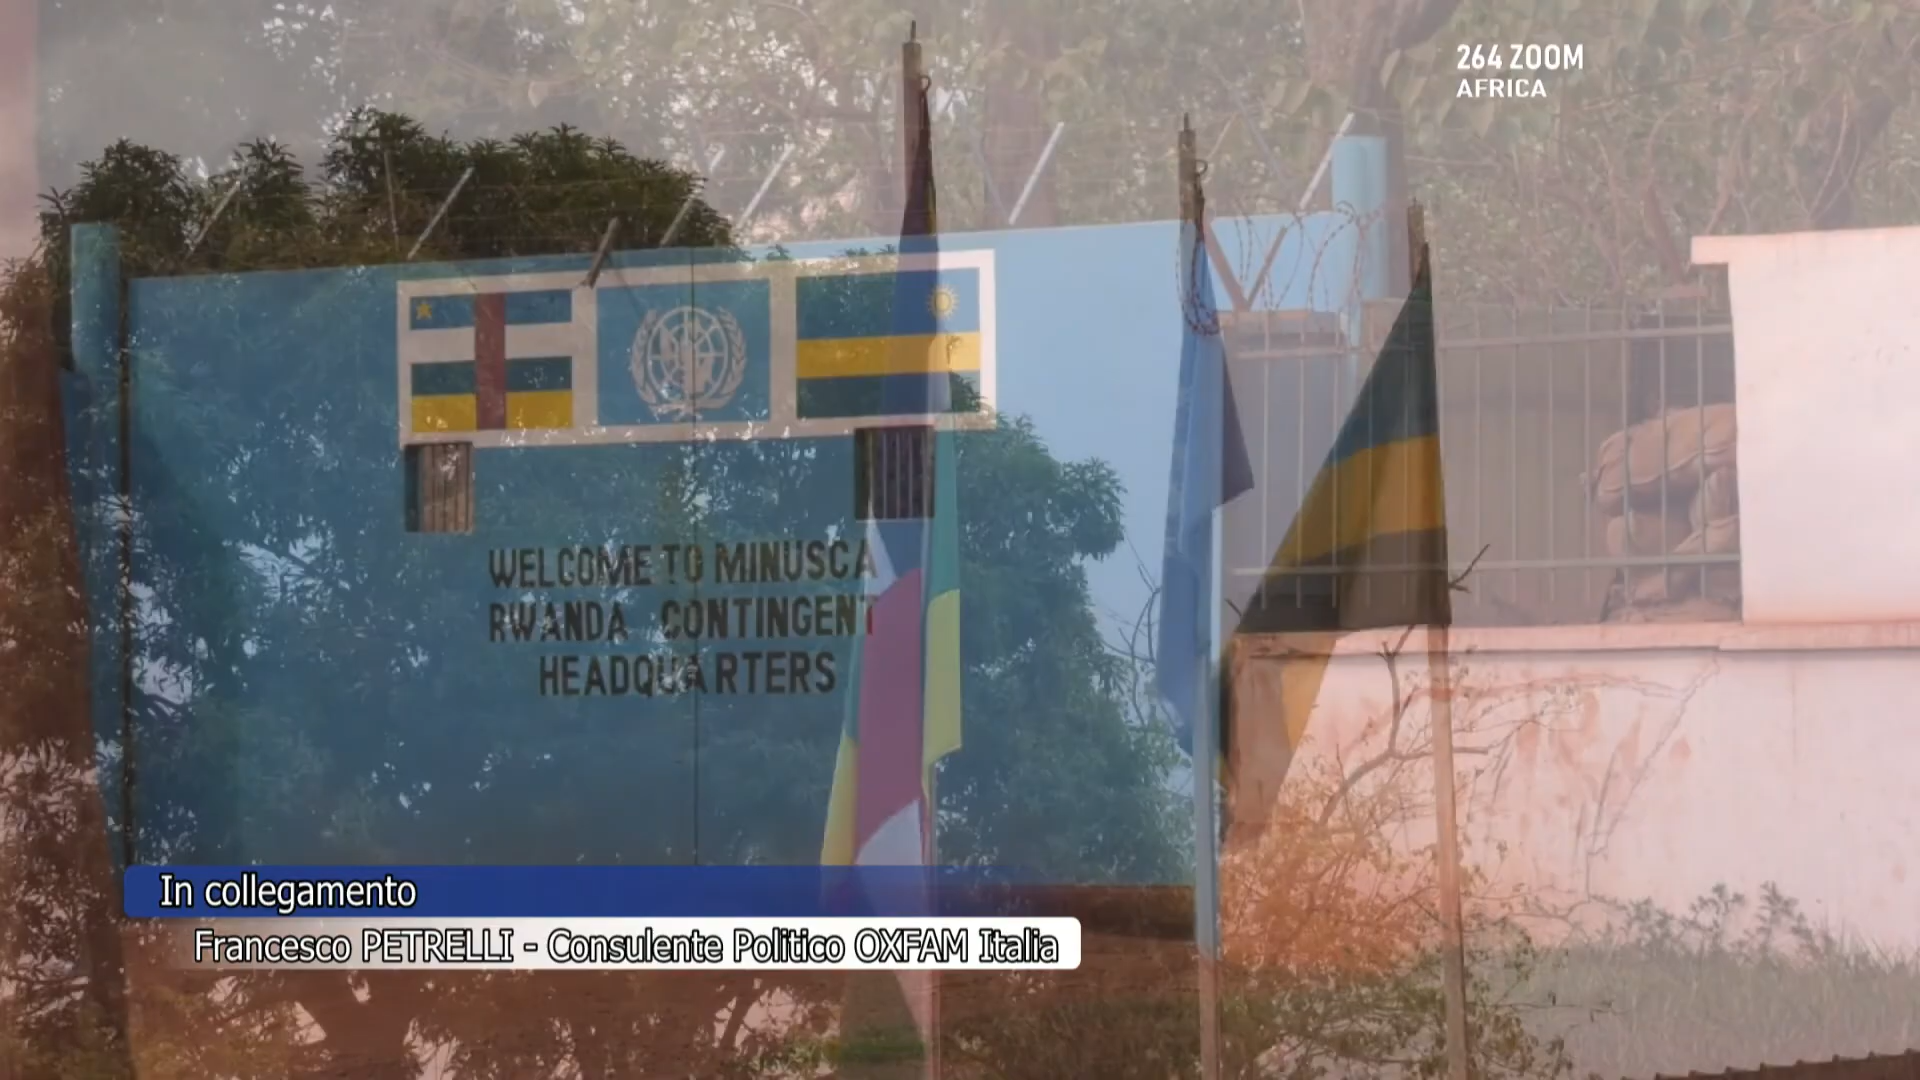 264 ZOOM
AFRICA
WELCOME TO MINUSCA
RWANDA CONTINGENT
HEADQUARTERS
In collegamento
Francesco PETRELLI - Consulente Politico OXFAM Italia